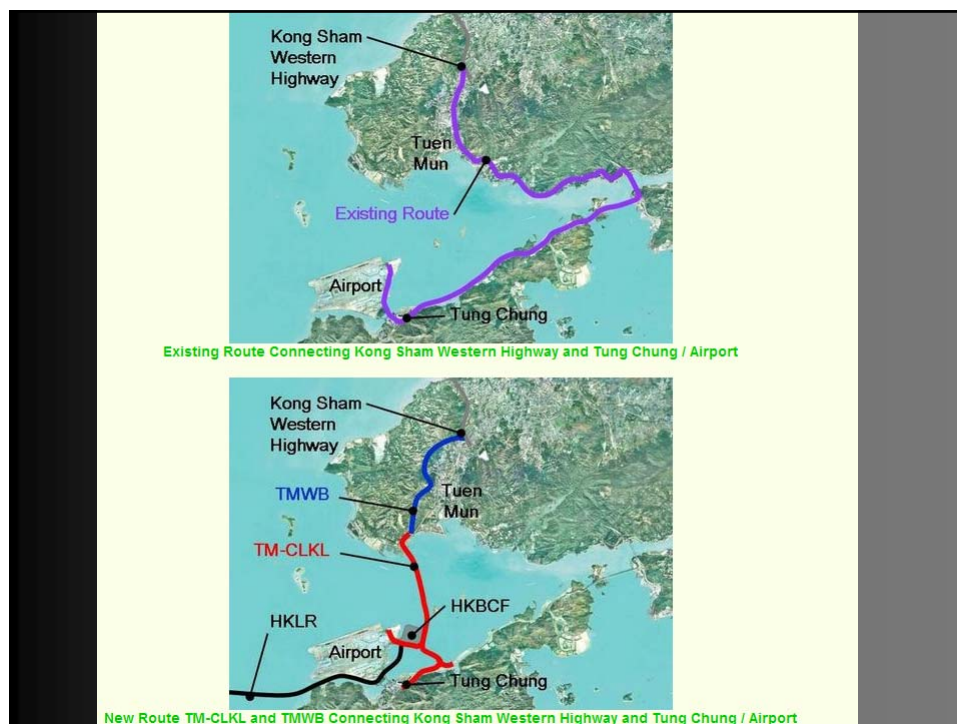 Kong Sham
Western
Highway
Tuen
Mun
Existing Route
Airport
Tung Chung
Existing Route Connecting Kong Sham Western Highway and Tung Chung / Airport
Kong Sham
Western
Highway
TMWB
Tuen
Mun
TM-CLKL
HKBCF
HKLR
Airport
Tung Chung
New Route TM-CLKL and TMWB Connecting Kong Sham Western Highway and Tung Chung / Airport